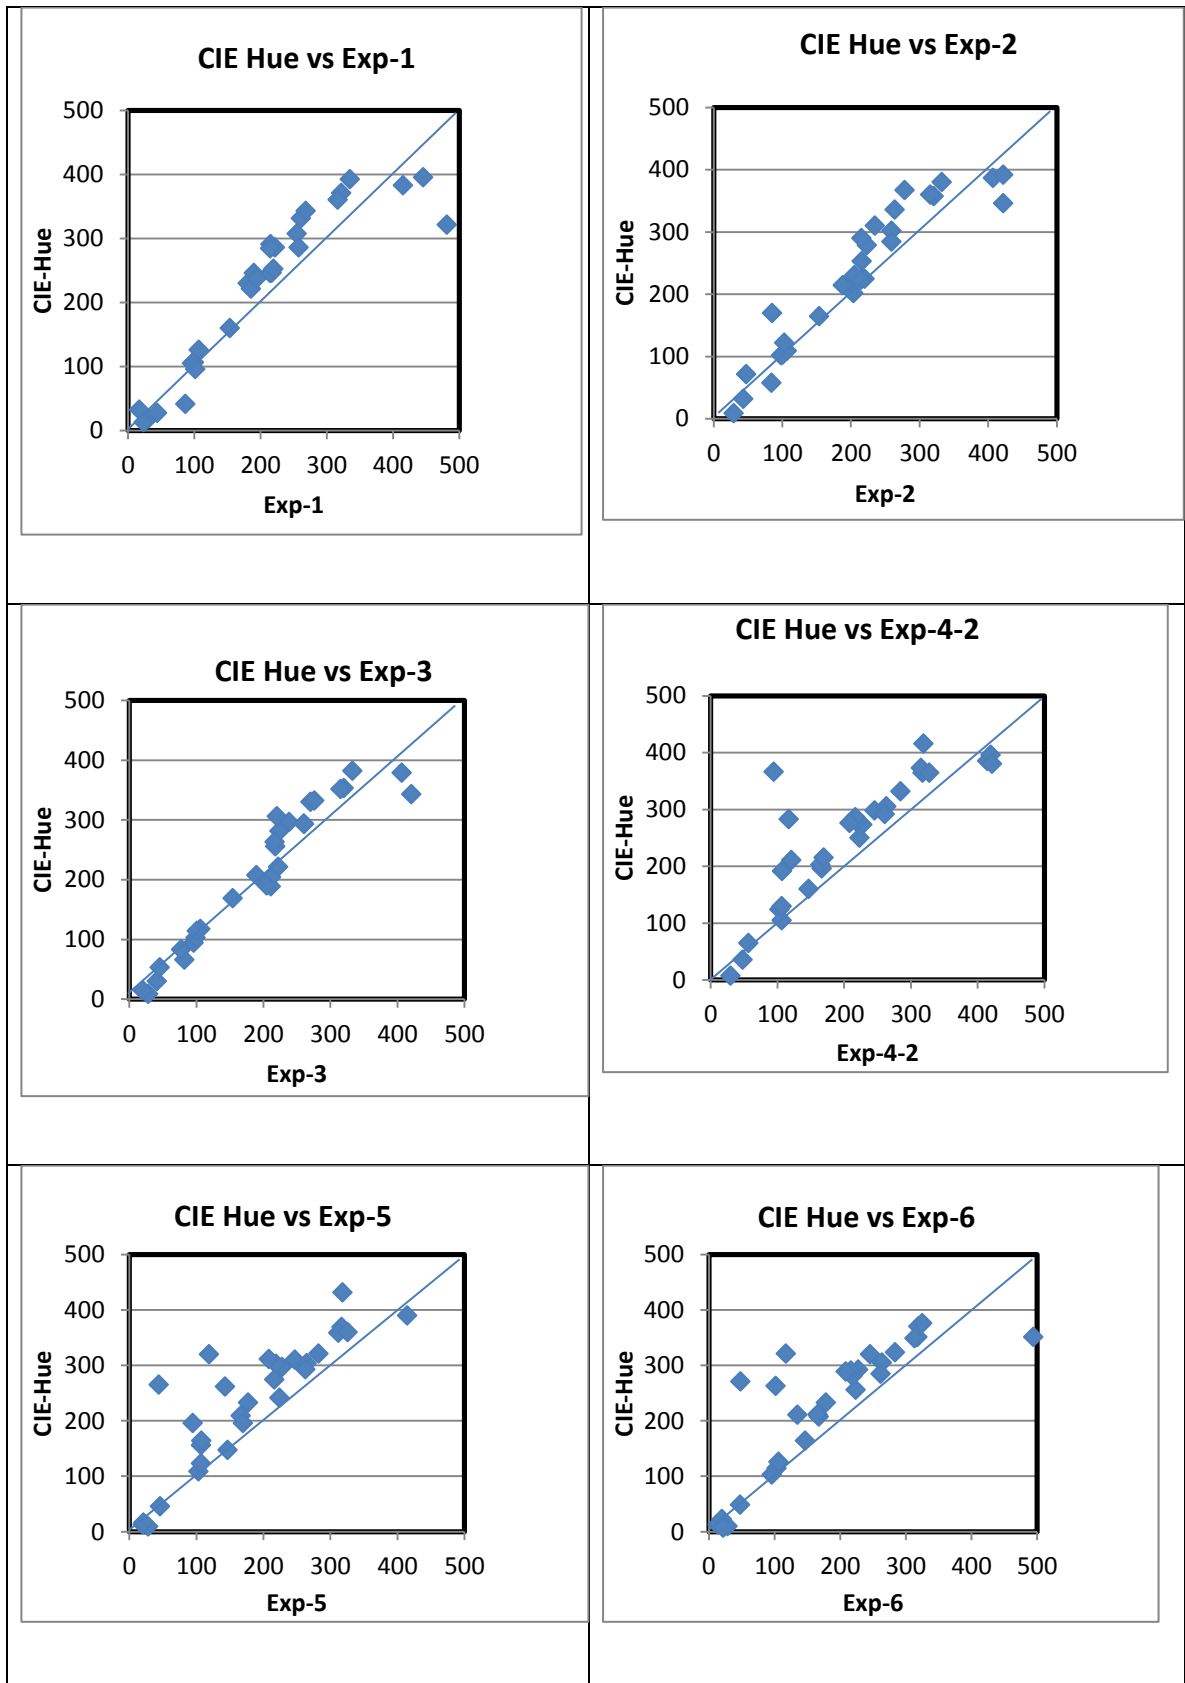 CIE Hue vs Exp-1
500
400
300
200
100
0
CIE-Hue
0 100 200 300 400 500
Exp-1
CIE Hue vs Exp-2
500
400
300
200
100
0
CIE-Hue
0 100 200 300 400 500
Exp-2
CIE Hue vs Exp-3
500
400
300
200
100
0
CIE-Hue
0 100 200 300 400 500
Exp-3
CIE Hue vs Exp-4-2
500
400
300
200
100
0
CIE-Hue
0 100 200 300 400 500
Exp-4-2
CIE Hue vs Exp-5
500
400
300
200
100
0
CIE-Hue
0 100 200 300 400 500
Exp-5
CIE Hue vs Exp-6
500
400
300
200
100
0
CIE-Hue
0 100 200 300 400 500
Exp-6